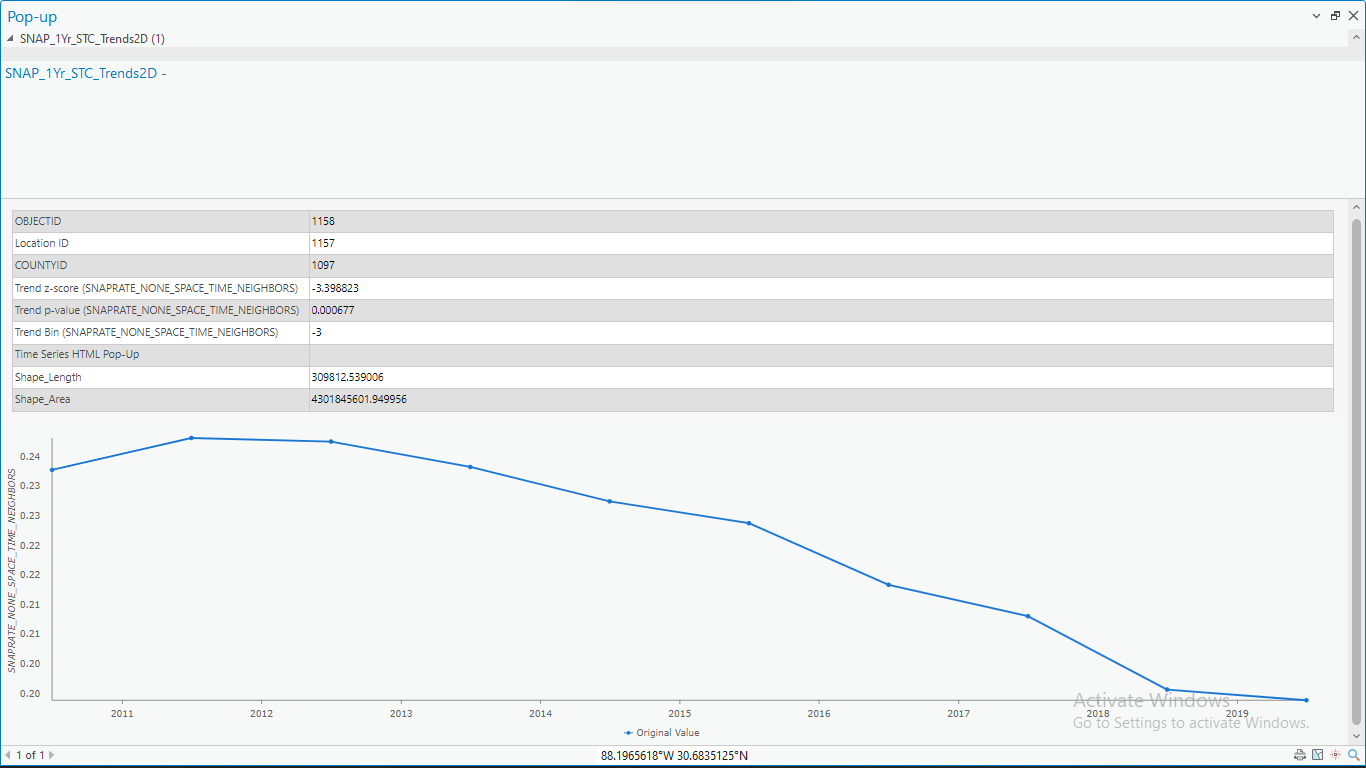 Pop-up
SNAP_1Yr_STC_Trends2D (1)
SNAP_1Yr_STC_Trends2D -
OBJECTID 1158
Location ID 1157
COUNTYID 1097
Trend z-score (SNAPRATE_NONE_SPACE_TIME_NEIGHBORS) -3.398823
Trend p-value (SNAPRATE_NONE_SPACE_TIME_NEIGHBORS) 0.000677
Trend Bin (SNAPRATE_NONE_SPACE_TIME_NEIGHBORS) -3
Time Series HTML Pop-Up
Shape_Length 309812.539006
Shape_Area 4301845601.949956
SNAPRATE_NONE_SPACE_TIME_NEIGHBORS
0.24
0.23
0.23
0.22
0.22
0.21
0.21
0.20
0.20
2011 2012 2013 2014 2015 2016 2017 2018 2019
Original Value
Activate Windows
Go to Settings to activate Windows.
1 of 1
88.1965618°W 30.6835125°N